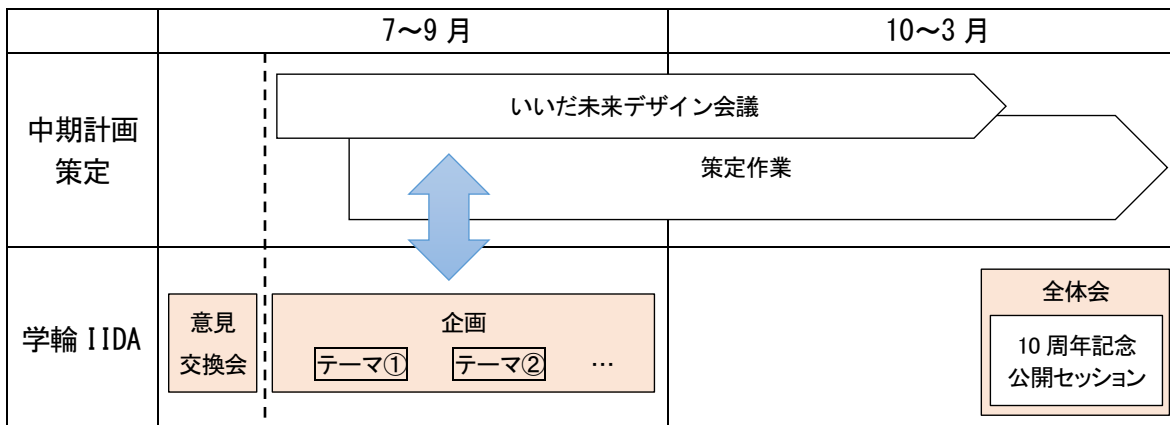 7～9 月
10～3 月
中期計画
策定
いいだ未来デザイン会議
策定作業
学輪 IIDA
意見
交換会
企画
テーマ① テーマ② …
全体会
10 周年記念
公開セッション